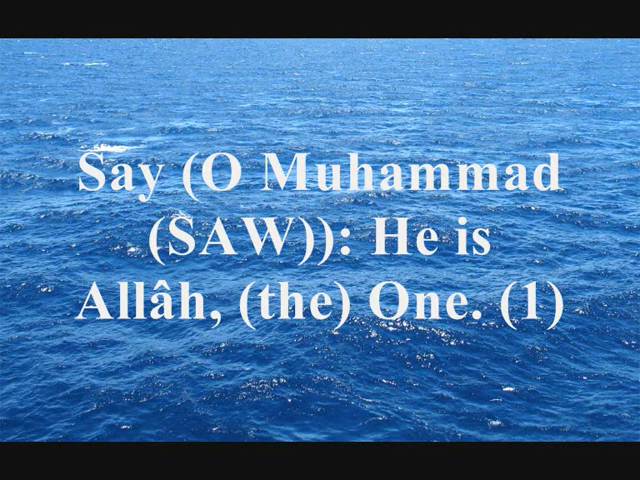 Say (O Muhammad
(SAW)): He is
Allâh, (the) One. (1)